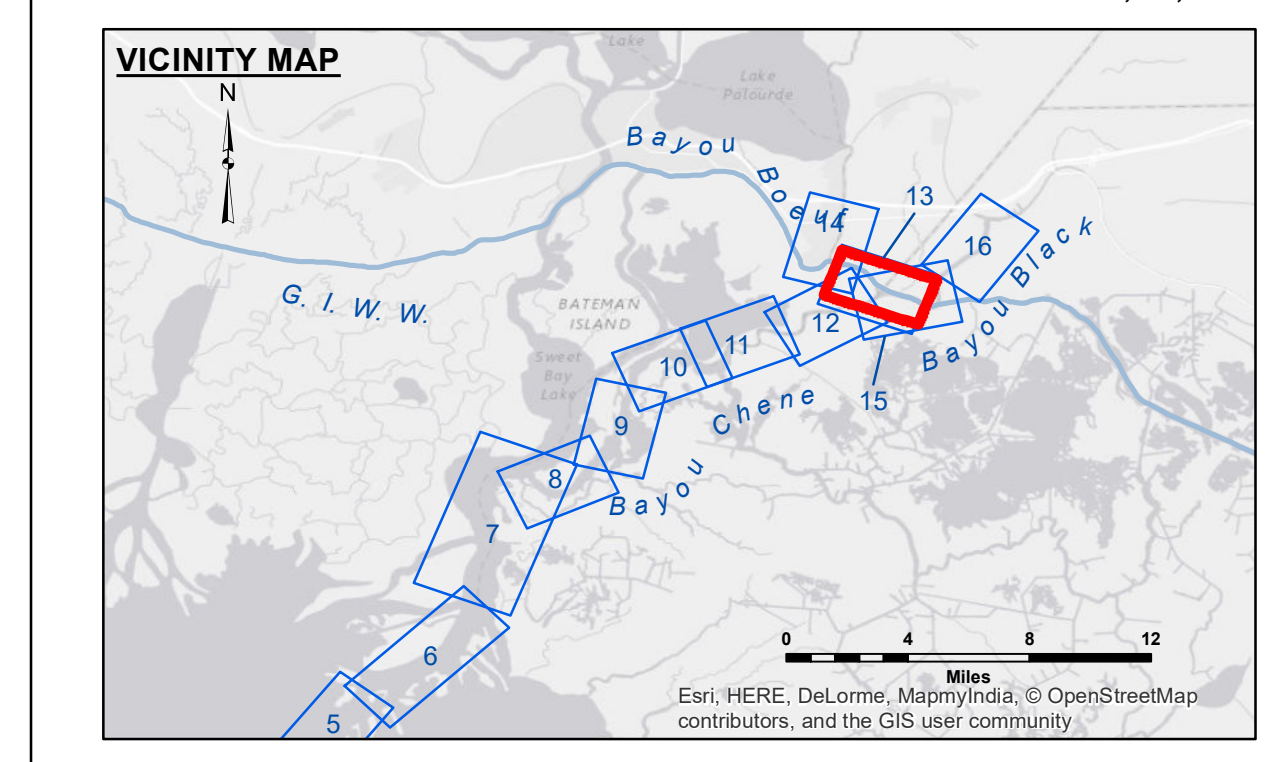 VICINITY MAP
N
Lake
Lake
Palourde
Bayou Boeuf
13
14
16
Bayou Black
G. I. W. W.
BATEMAN
ISLAND
12
11
10
Sweet
Bay
Lake
15
9
Bayou Chene
8
7
6
5
0 4 8 12
Miles
Esri, HERE, DeLorme, MapmyIndia, © OpenStreetMap
contributors, and the GIS user community